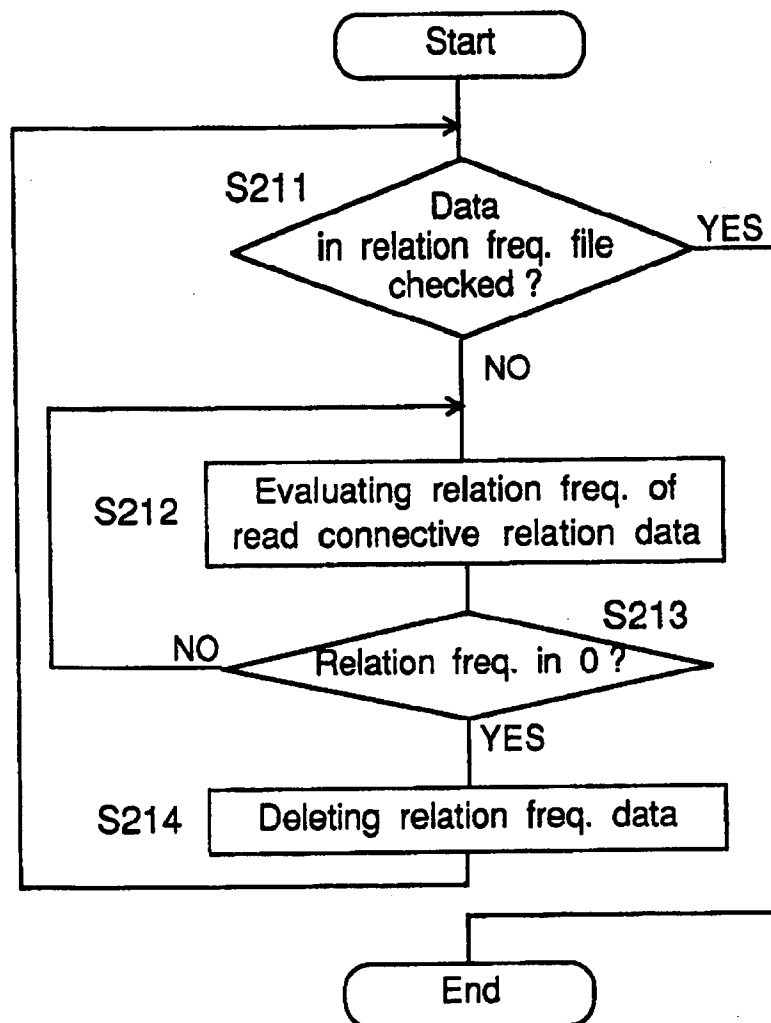 Start
S211
Data
in relation freq. file
checked ?
YES
NO
S212
Evaluating relation freq. of
read connective relation data
S213
NO
Relation freq. in 0 ?
YES
S214
Deleting relation freq. data
End